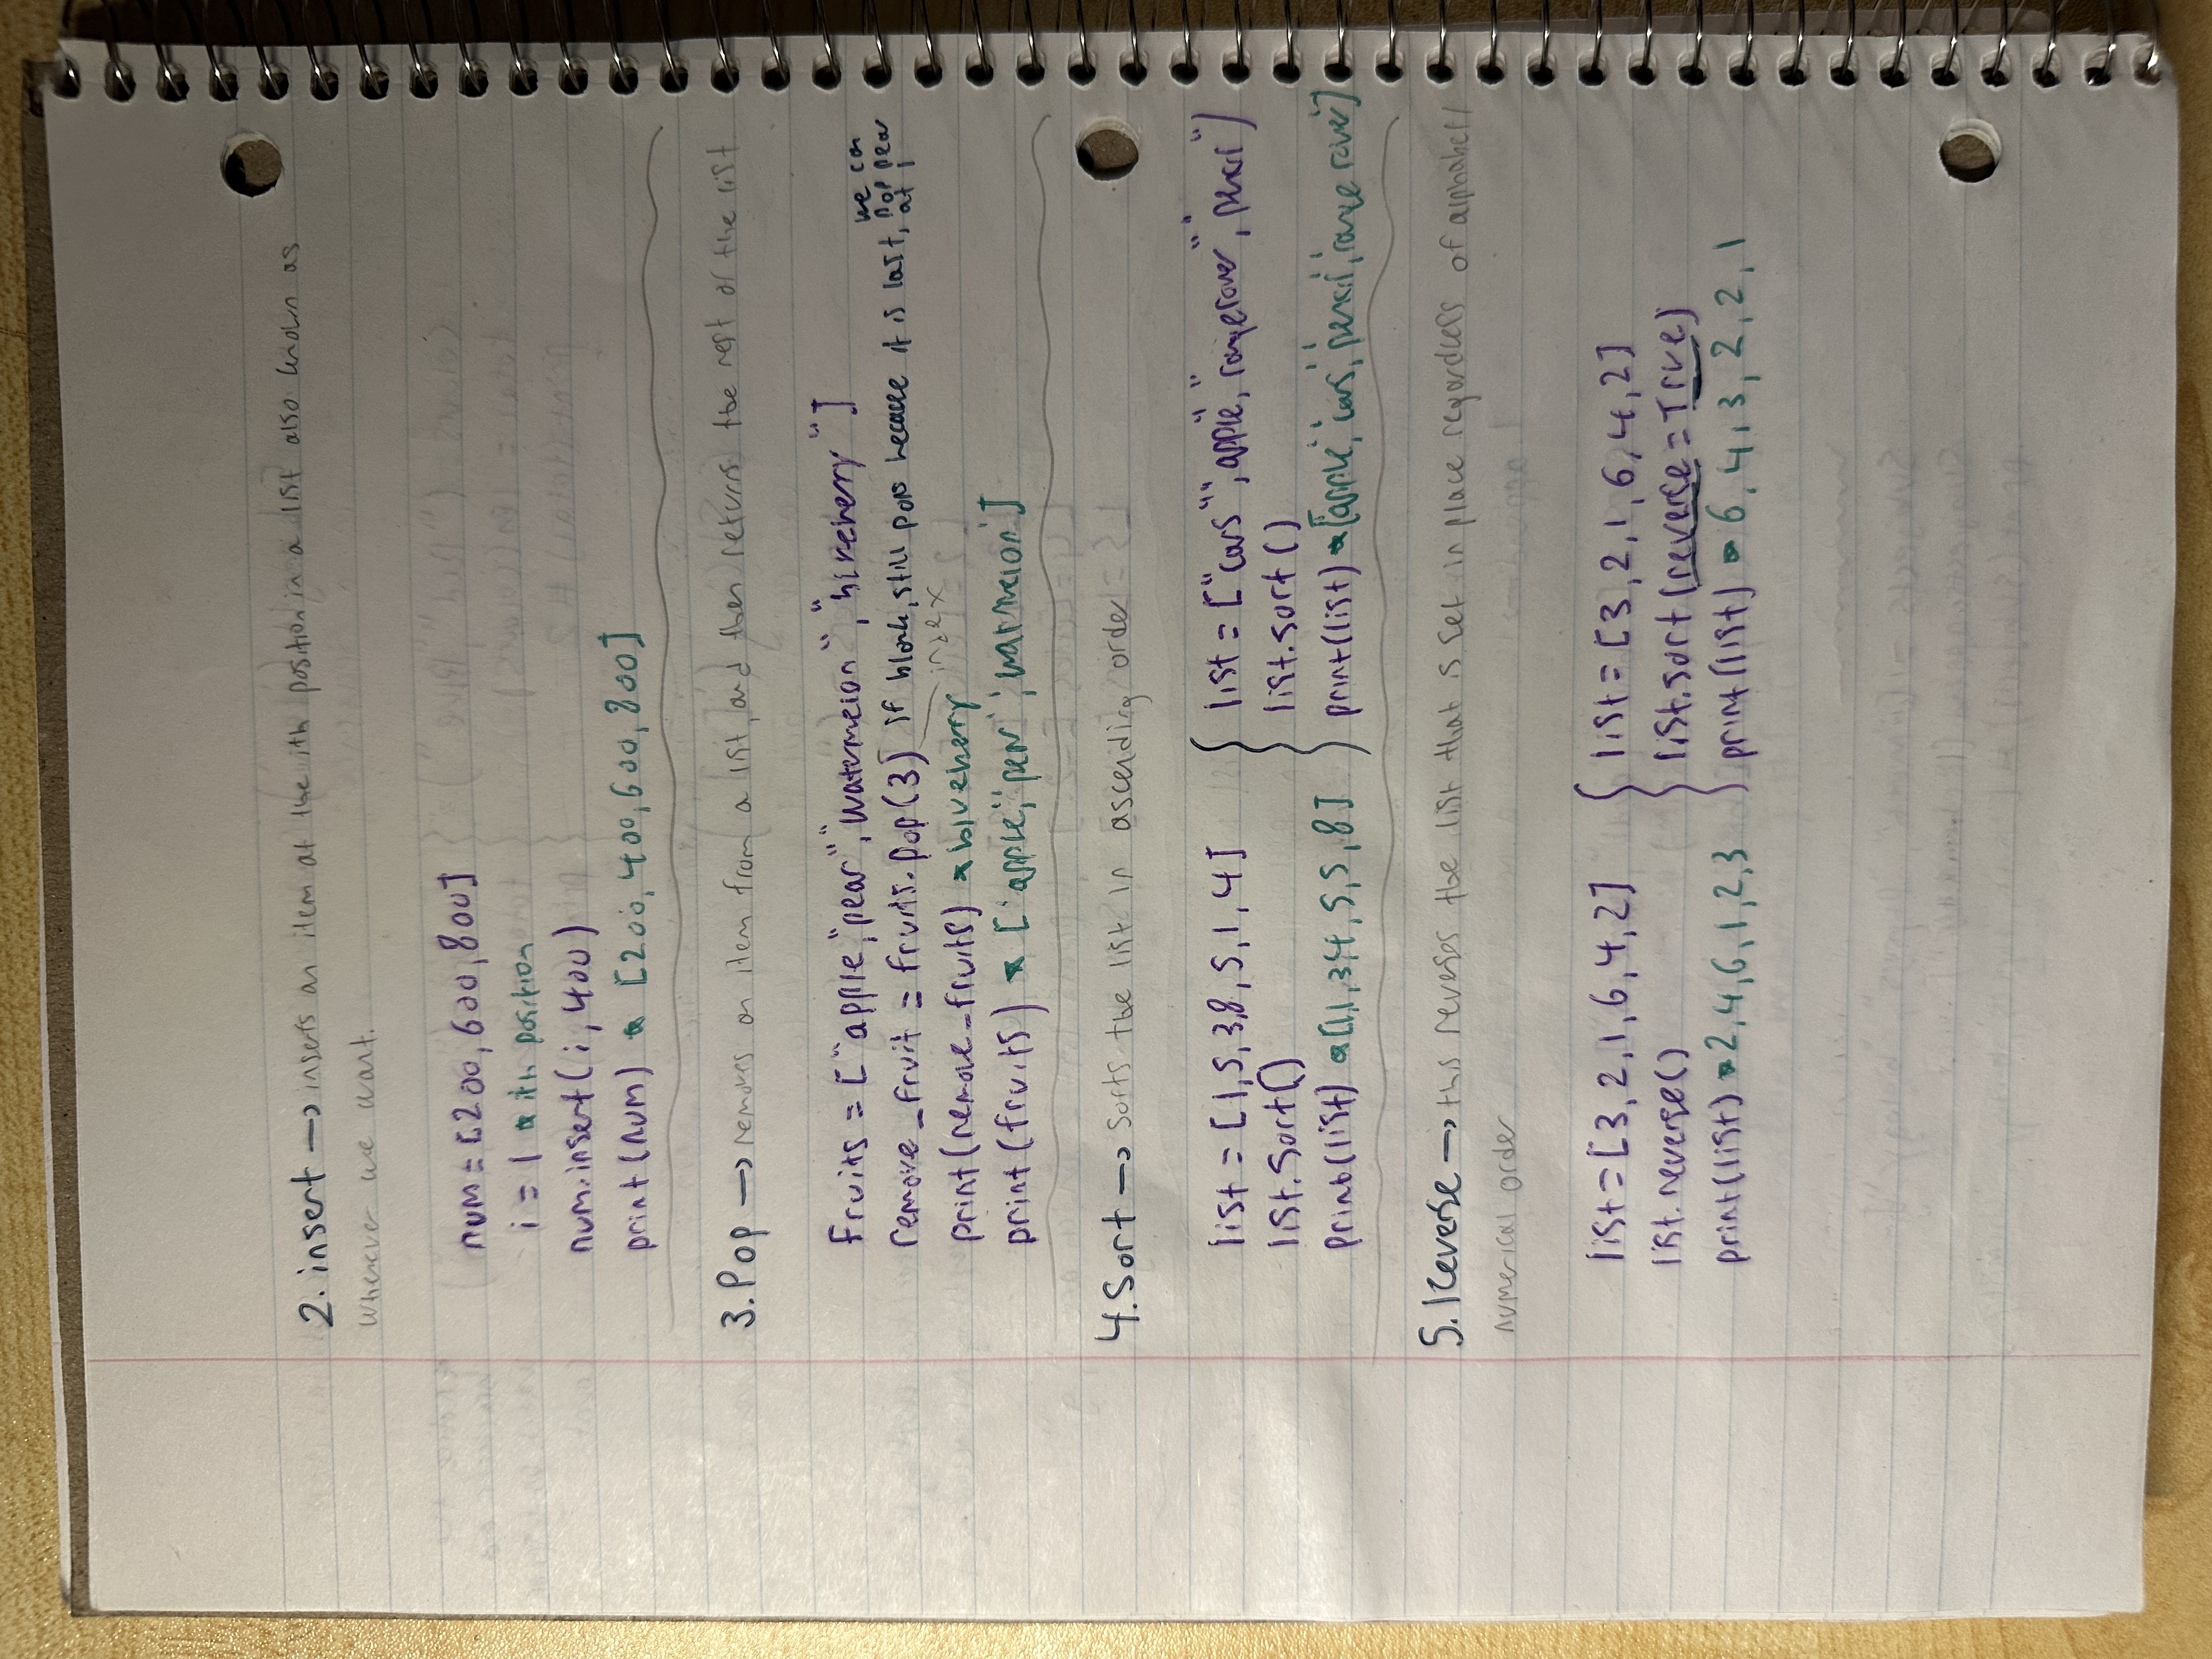 2. insert → inserts an item at the ith position in a list also known as
wherever we want.
num = [200, 600, 800]
i = 1 * ith position
num.insert(i, 400)
print(num) * [200, 400, 600, 800]
3. Pop → removes an item from a list, and then returns the rest of the list
fruits = ["apple","pear","watermelon", "blueberry"]
remove_fruit = fruits.pop(3) if blank, still pops because it is last, we can pop pear at 1
index
print(remove_fruits) * blueberry
print(fruits) * ['apple','pear','watmelon']
4. Sort → Sorts the list in ascending order
list = [1,5,3,8,5,1,4]
list.sort()
print(list) * [1,1,3,4,5,5,8]
list = ["cars","apple","rangerover","pencil")
list.sort()
print(list) * [apple','cars','pencil','range rover']
5. Reverse → this reverses the list that is set in place regardless of alphabet/
numerical order
list = [3, 2, 1, 6, 4, 2]
list.reverse()
print(list) * 2,4,6,1,2,3
list = [3,2,1,6,4,2]
list.sort(reverse = True)
print(list) * 6,4,3,2,2,1